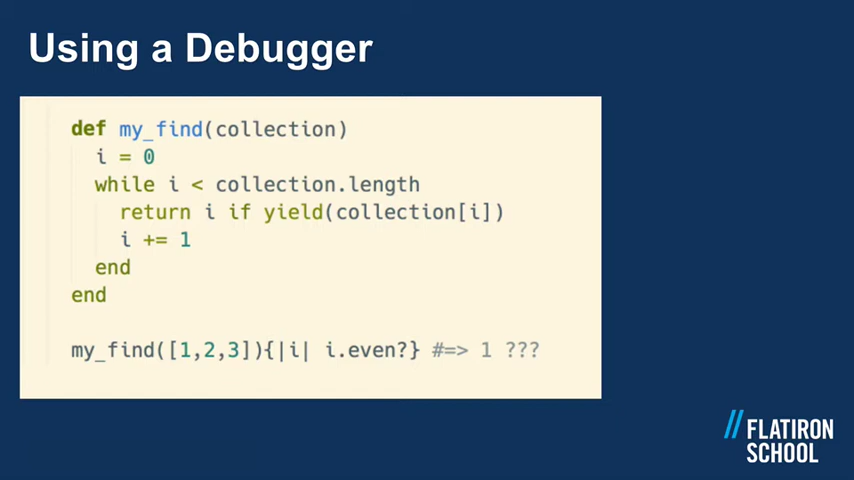 Using a Debugger
def my_find(collection)
  i = 0
  while i < collection.length
    return i if yield(collection[i])
    i += 1
  end
end
my_find([1,2,3]){|i| i.even?} #=> 1 ???
// FLATIRON
SCHOOL